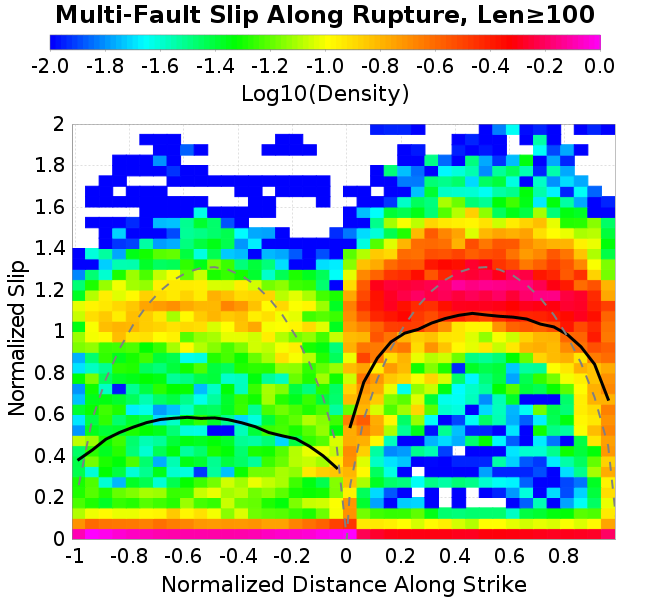 Multi-Fault Slip Along Rupture, Len≥100
-2.0 -1.8 -1.6 -1.4 -1.2 -1.0 -0.8 -0.6 -0.4 -0.2 0.0
Log10(Density)
2
1.8
1.6
1.4
1.2
1
0.8
0.6
0.4
0.2
0
Normalized Slip
-1 -0.8 -0.6 -0.4 -0.2 0 0.2 0.4 0.6 0.8
Normalized Distance Along Strike